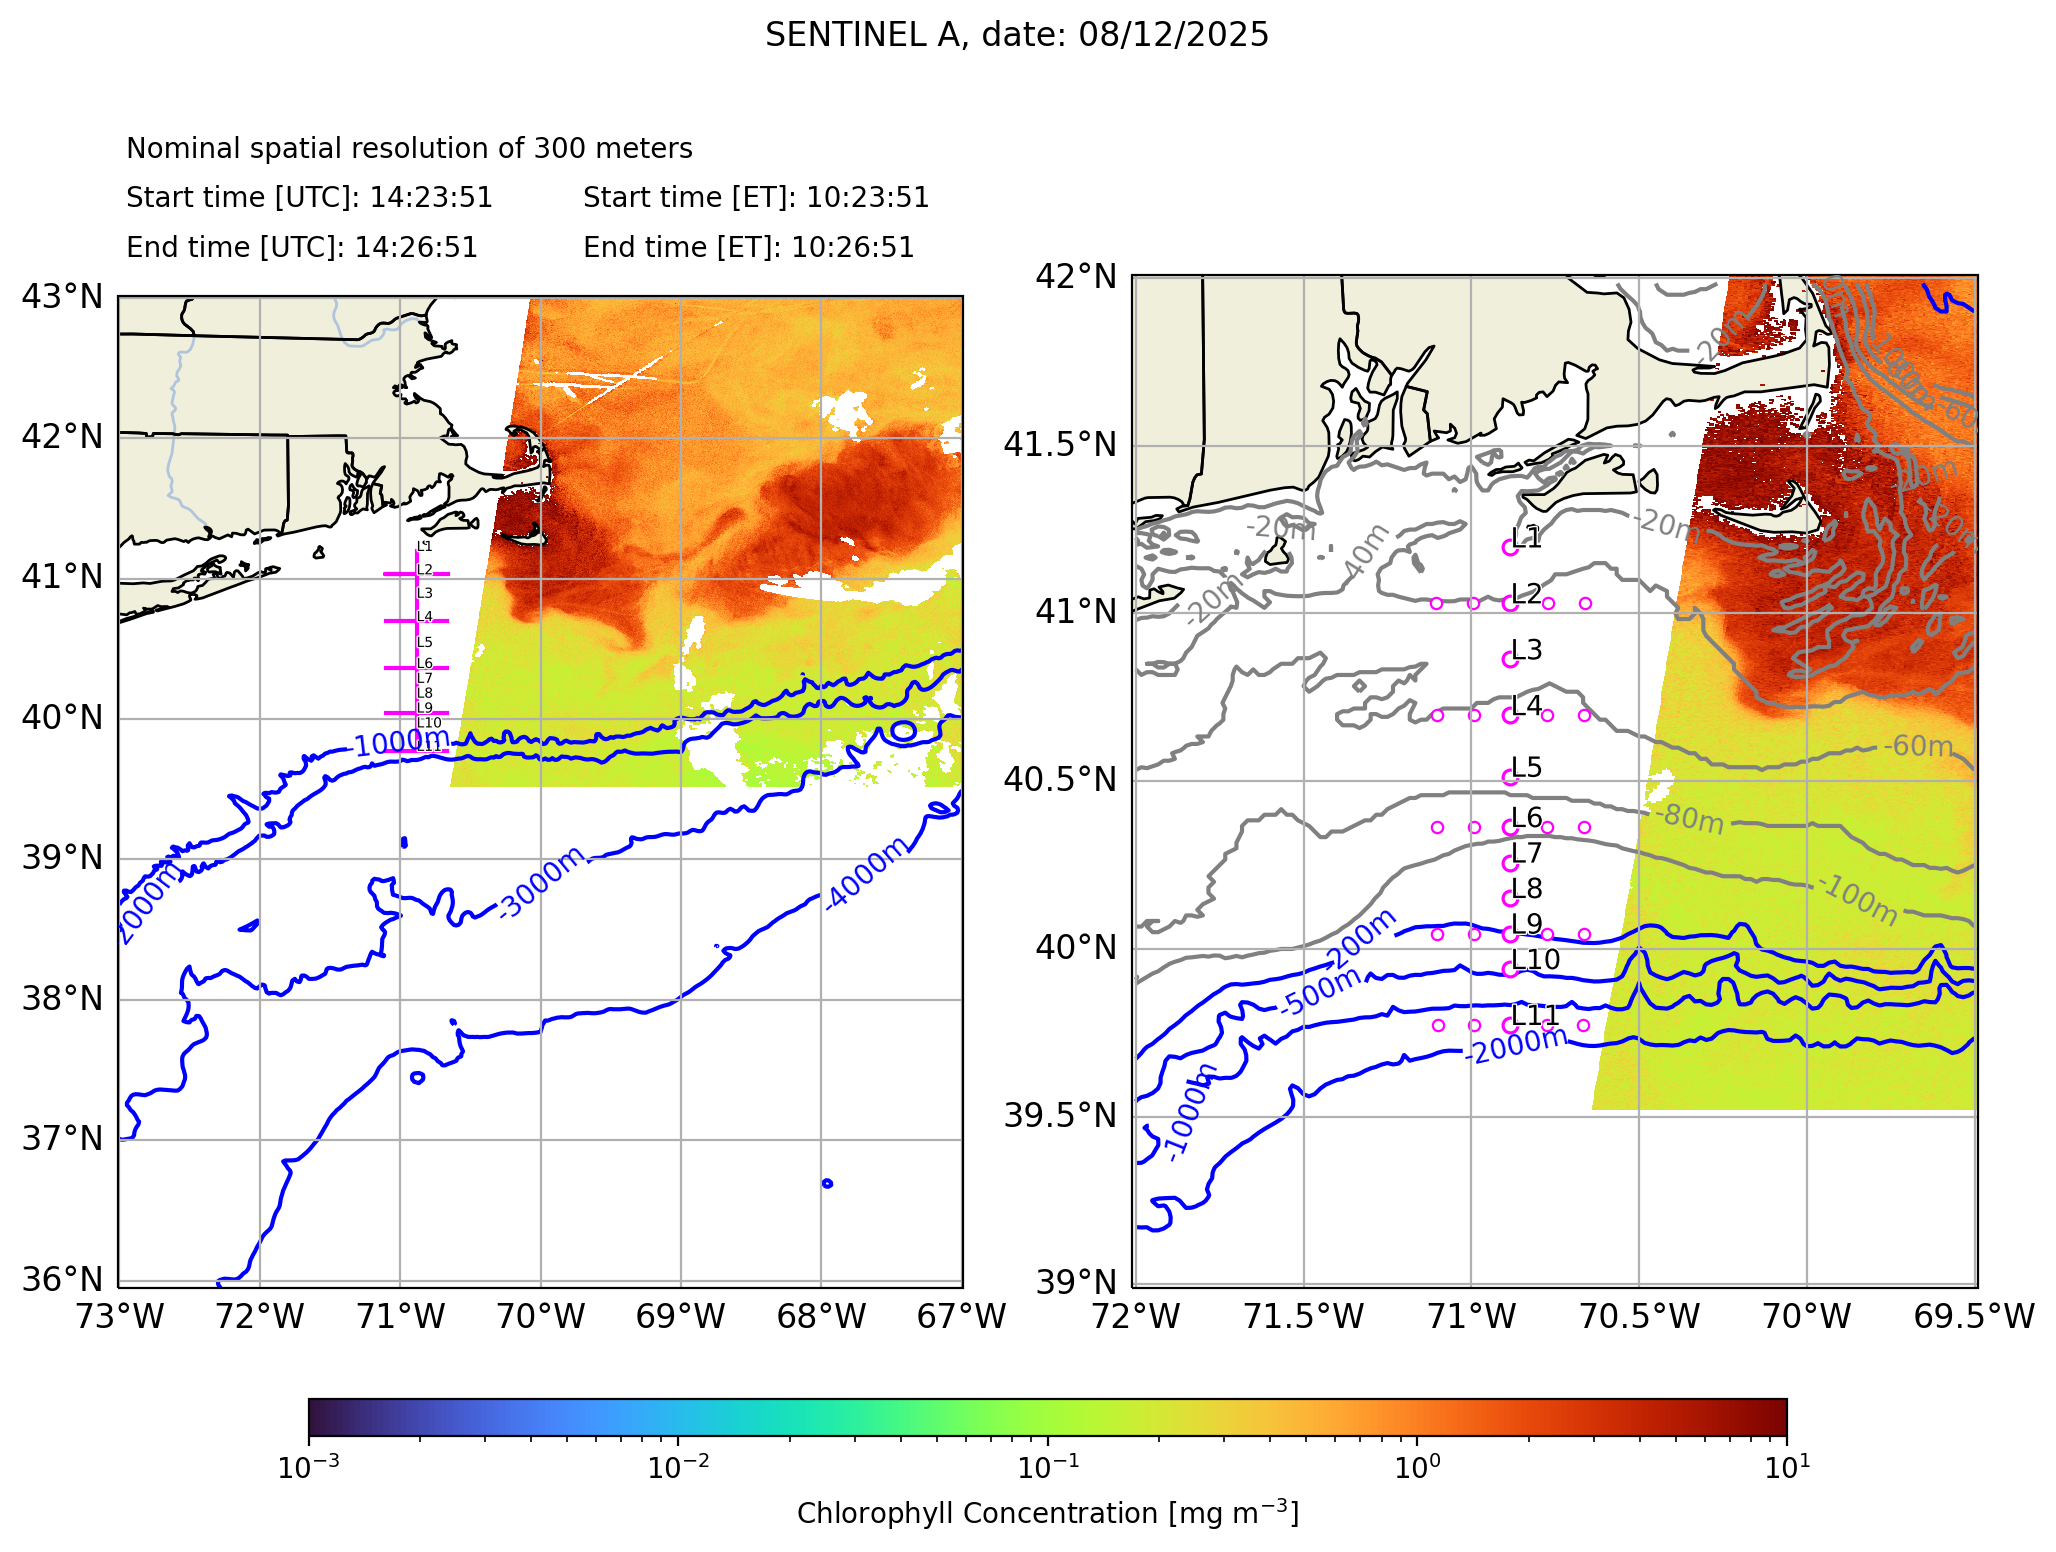 SENTINEL A, date: 08/12/2025
Nominal spatial resolution of 300 meters
Start time [UTC]: 14:23:51 Start time [ET]: 10:23:51
End time [UTC]: 14:26:51 End time [ET]: 10:26:51
43°N
42°N
41°N
40°N
39°N
38°N
37°N
36°N
73°W 72°W 71°W 70°W 69°W 68°W 67°W
L1
L2
L3
L4
L5
L6
L7
L8
L9
L10
L11
-1000m
-2000m
-3000m
-4000m
42°N
41.5°N
41°N
40.5°N
40°N
39.5°N
39°N
72°W 71.5°W 71°W 70.5°W 70°W 69.5°W
-20m
-20m
-20m
-20m
40m
-20m
-60m
-80m
-100m
-200m
-500m
-1000m
-2000m
L1
L2
L3
L4
L5
L6
L7
L8
L9
L10
L11
10⁻³ 10⁻² 10⁻¹ 10⁰ 10¹
Chlorophyll Concentration [mg m⁻³]